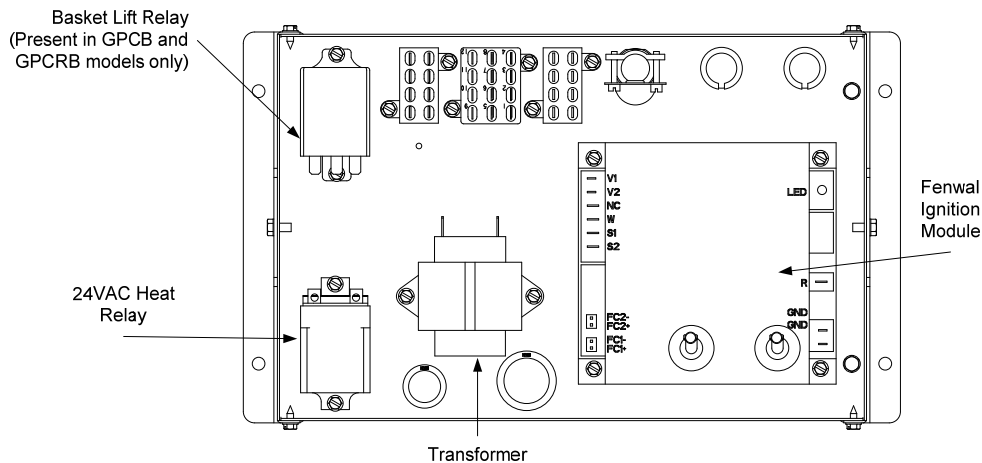 Basket Lift Relay
(Present in GPCB and
GPCRB models only)
V1
V2
NC
W
S1
S2
LED
Fenwal
Ignition
Module
R
24VAC Heat
Relay
FC2-
FC2+
FC1-
FC1+
GND
GND
Transformer